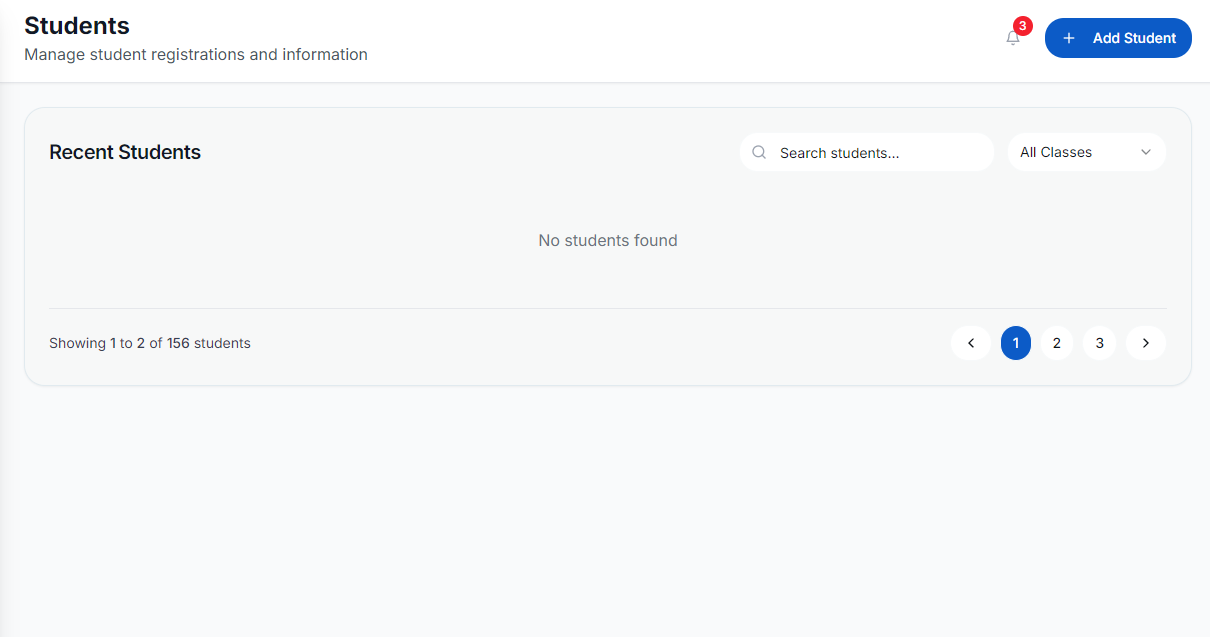 Students
Manage student registrations and information
3
Add Student
Recent Students
Search students...
All Classes
No students found
Showing 1 to 2 of 156 students
1 2 3